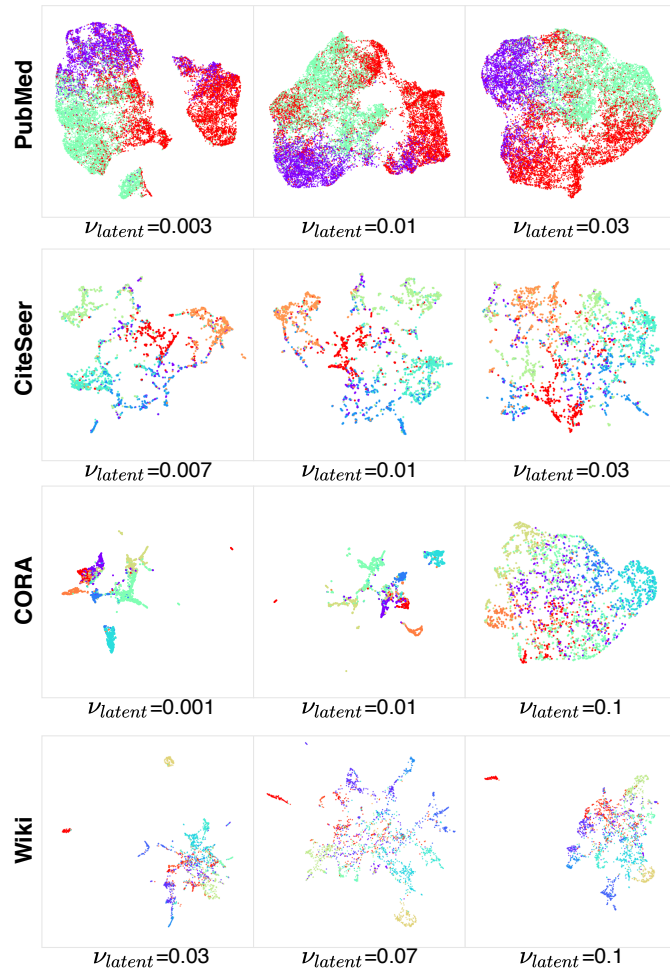 PubMed
ν_latent=0.003
ν_latent=0.01
ν_latent=0.03
CiteSeer
ν_latent=0.007
ν_latent=0.01
ν_latent=0.03
CORA
ν_latent=0.001
ν_latent=0.01
ν_latent=0.1
Wiki
ν_latent=0.03
ν_latent=0.07
ν_latent=0.1